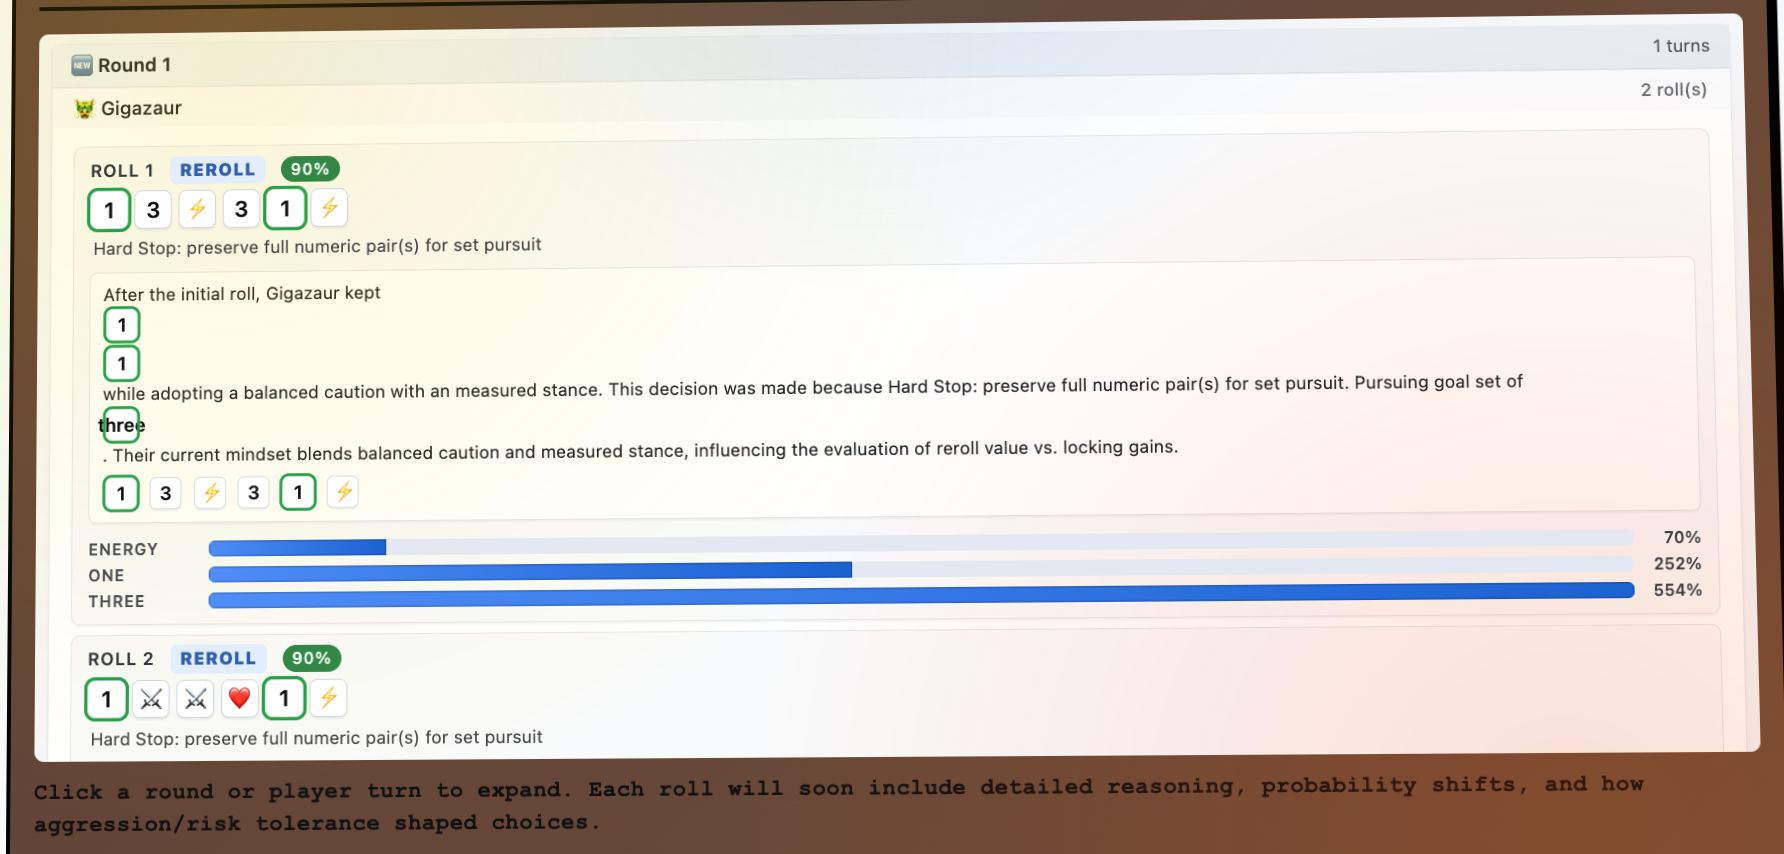 NEW Round 1 1 turns
Gigazaur 2 roll(s)
ROLL 1 REROLL 90%
1 3 ⚡ 3 1 ⚡
Hard Stop: preserve full numeric pair(s) for set pursuit
After the initial roll, Gigazaur kept
1
1
while adopting a balanced caution with an measured stance. This decision was made because Hard Stop: preserve full numeric pair(s) for set pursuit. Pursuing goal set of
three
. Their current mindset blends balanced caution and measured stance, influencing the evaluation of reroll value vs. locking gains.
1 3 ⚡ 3 1 ⚡
ENERGY 70%
ONE 252%
THREE 554%
ROLL 2 REROLL 90%
1 ⚔ ⚔ ❤️ 1 ⚡
Hard Stop: preserve full numeric pair(s) for set pursuit
Click a round or player turn to expand. Each roll will soon include detailed reasoning, probability shifts, and how
aggression/risk tolerance shaped choices.